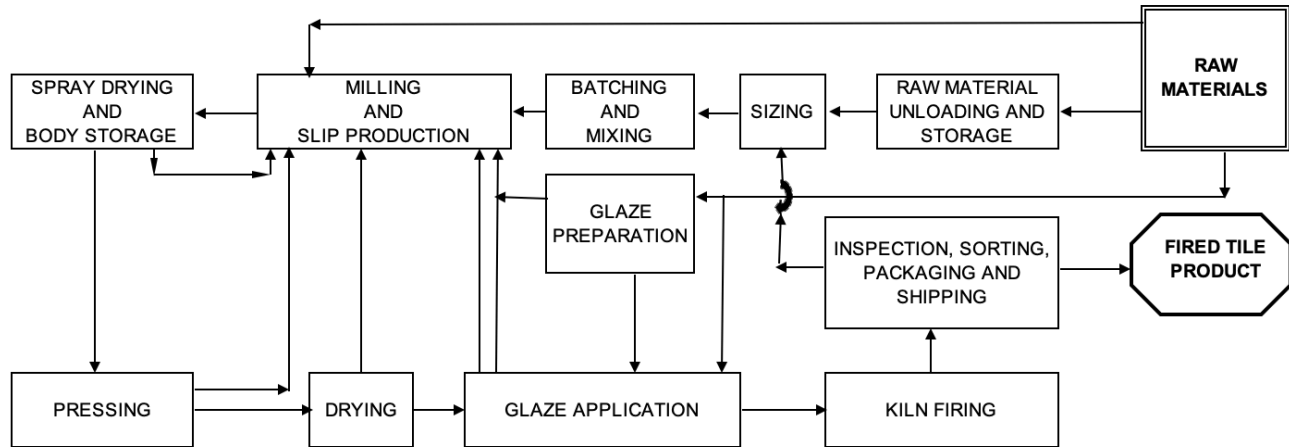 RAW
MATERIALS
SPRAY DRYING
AND
BODY STORAGE
MILLING
AND
SLIP PRODUCTION
BATCHING
AND
MIXING
SIZING
RAW MATERIAL
UNLOADING AND
STORAGE
GLAZE
PREPARATION
INSPECTION, SORTING,
PACKAGING AND
SHIPPING
FIRED TILE
PRODUCT
PRESSING
DRYING
GLAZE APPLICATION
KILN FIRING